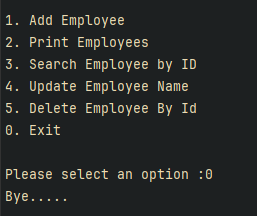 1. Add Employee
2. Print Employees
3. Search Employee by ID
4. Update Employee Name
5. Delete Employee By Id
0. Exit
Please select an option :0
Bye.....